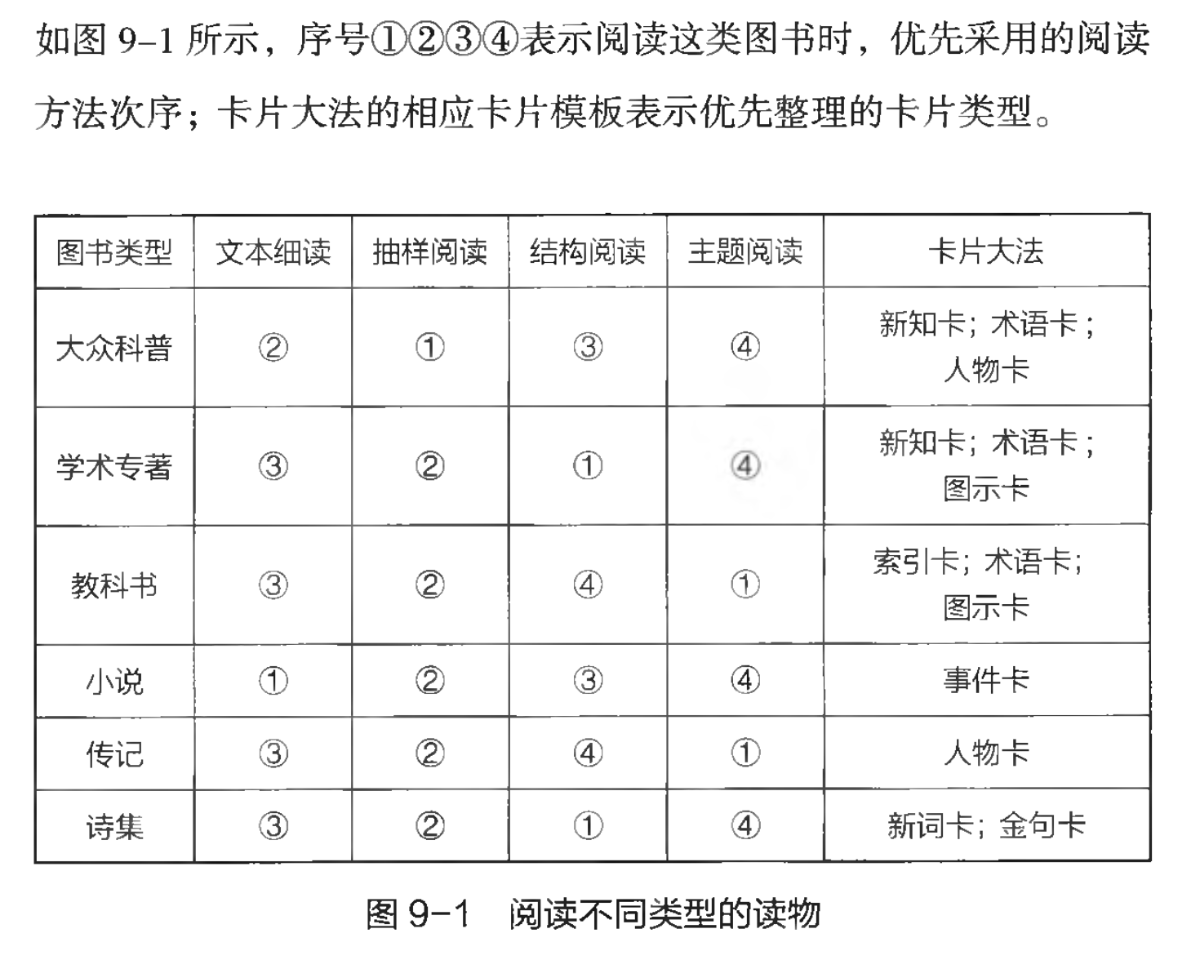 如图 9-1 所示，序号①②③④表示阅读这类图书时，优先采用的阅读
方法次序；卡片大法的相应卡片模板表示优先整理的卡片类型。
图书类型 文本细读 抽样阅读 结构阅读 主题阅读 卡片大法
大众科普 ② ① ③ ④ 新知卡；术语卡；
人物卡
学术专著 ③ ② ① ④ 新知卡；术语卡；
图示卡
教科书 ③ ② ④ ① 索引卡；术语卡；
图示卡
小说 ① ② ③ ④ 事件卡
传记 ③ ② ④ ① 人物卡
诗集 ③ ② ① ④ 新词卡；金句卡
图 9-1 阅读不同类型的读物